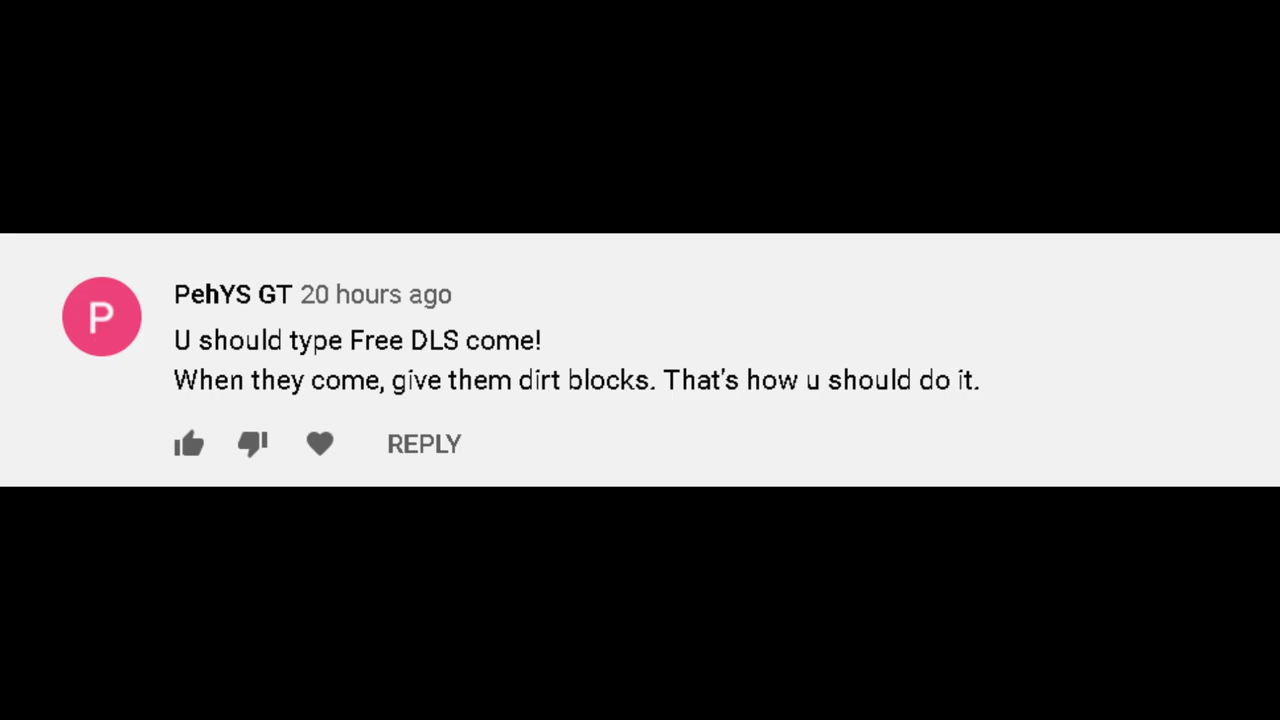 P
PehYS GT 20 hours ago
U should type Free DLS come!
When they come, give them dirt blocks. That's how u should do it.
REPLY